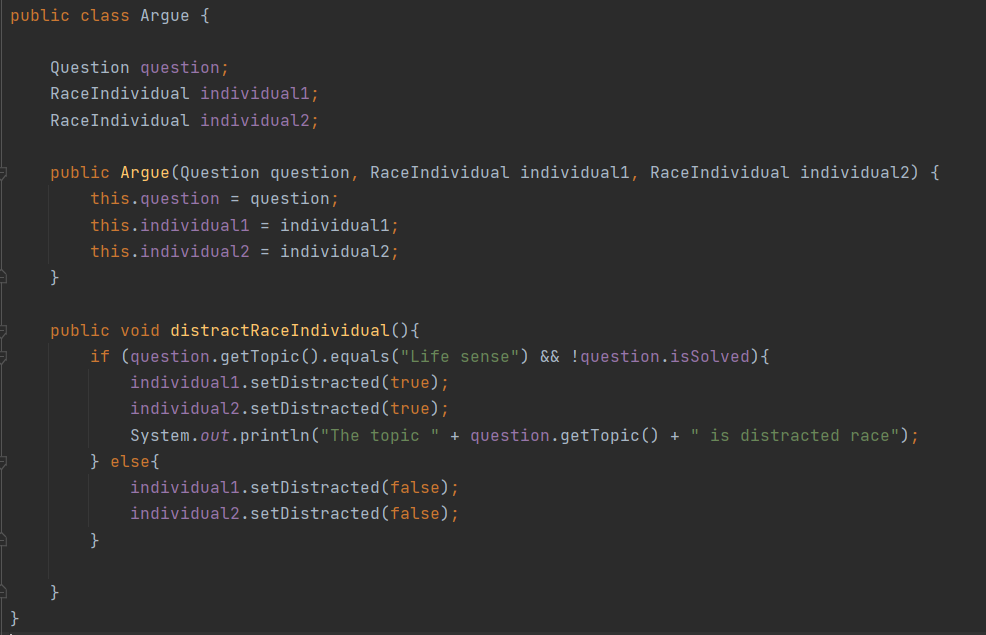 public class Argue {
Question question;
RaceIndividual individual1;
RaceIndividual individual2;
public Argue(Question question, RaceIndividual individual1, RaceIndividual individual2) {
this.question = question;
this.individual1 = individual1;
this.individual2 = individual2;
}
public void distractRaceIndividual(){
if (question.getTopic().equals("Life sense") && !question.isSolved){
individual1.setDistracted(true);
individual2.setDistracted(true);
System.out.println("The topic " + question.getTopic() + " is distracted race");
} else{
individual1.setDistracted(false);
individual2.setDistracted(false);
}
}
}